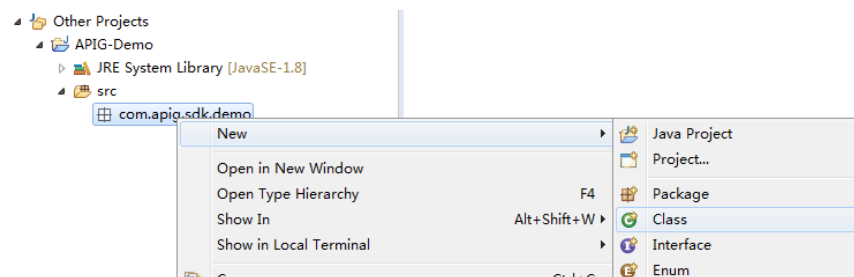 Other Projects
APIG-Demo
JRE System Library [JavaSE-1.8]
src
com.apig.sdk.demo
New
Java Project
Project...
Open in New Window
Open Type Hierarchy F4
Package
Show In Alt+Shift+W
Class
Show in Local Terminal
Interface
Enum